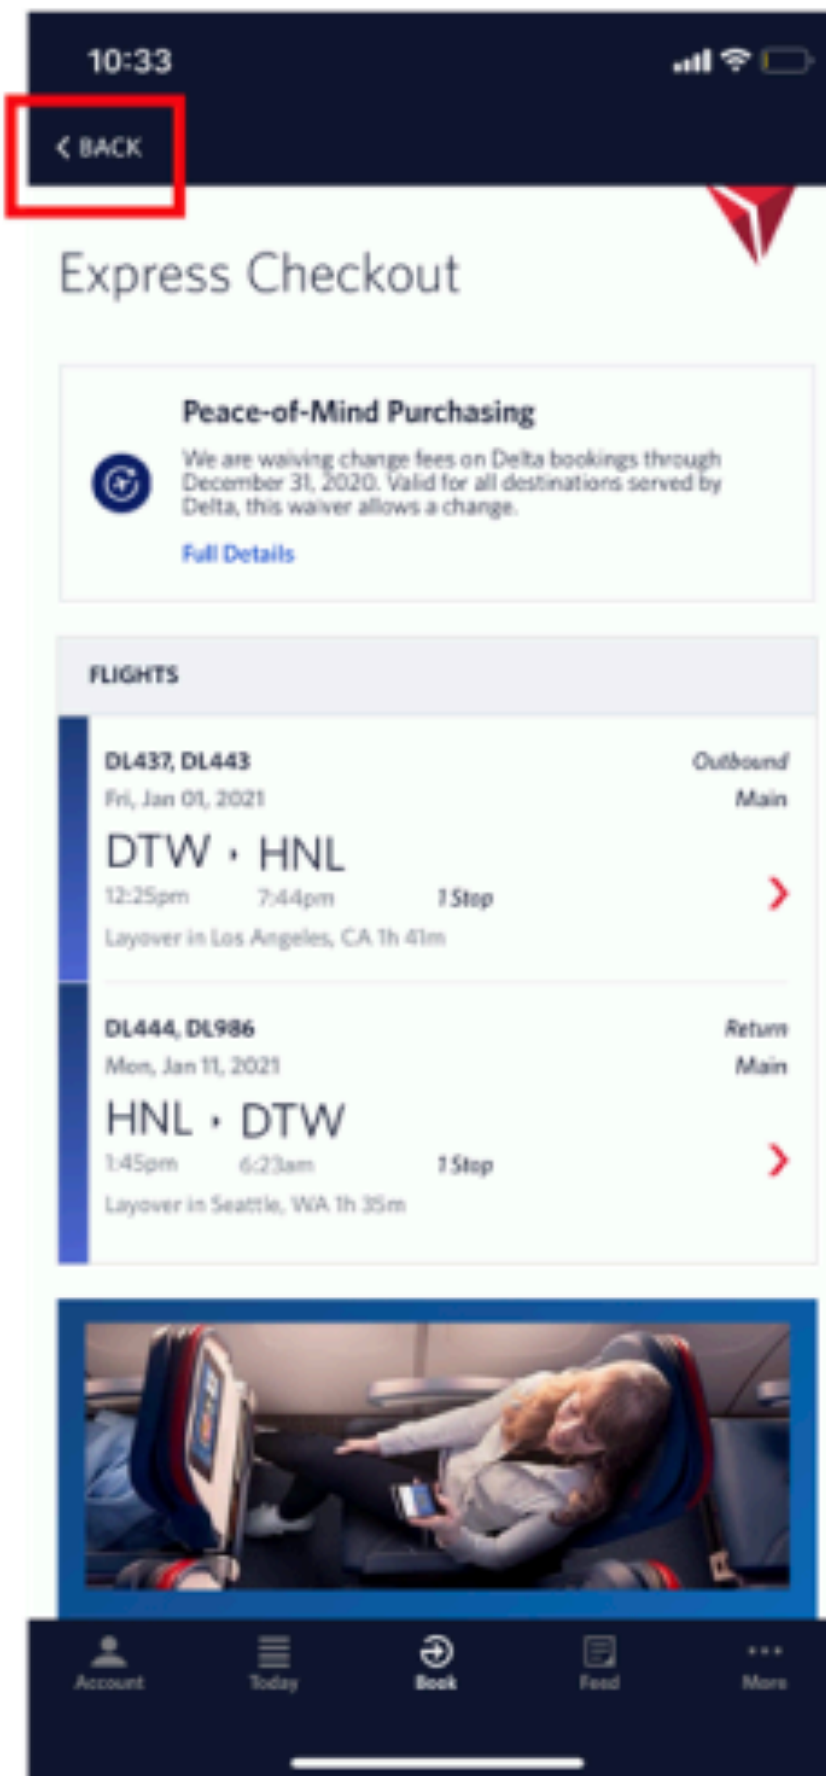 10:33
BACK
Express Checkout
Peace-of-Mind Purchasing
We are waiving change fees on Delta bookings through
December 31, 2020. Valid for all destinations served by
Delta, this waiver allows a change.
Full Details
FLIGHTS
DL437, DL443 Outbound
Fri, Jan 01, 2021 Main
DTW HNL
12:25pm 7:44pm 1 Stop
Layover in Los Angeles, CA 1h 41m
DL444, DL986 Return
Mon, Jan 11, 2021 Main
HNL DTW
1:45pm 6:23am 1 Stop
Layover in Seattle, WA 1h 35m
Account Today Book Feed More